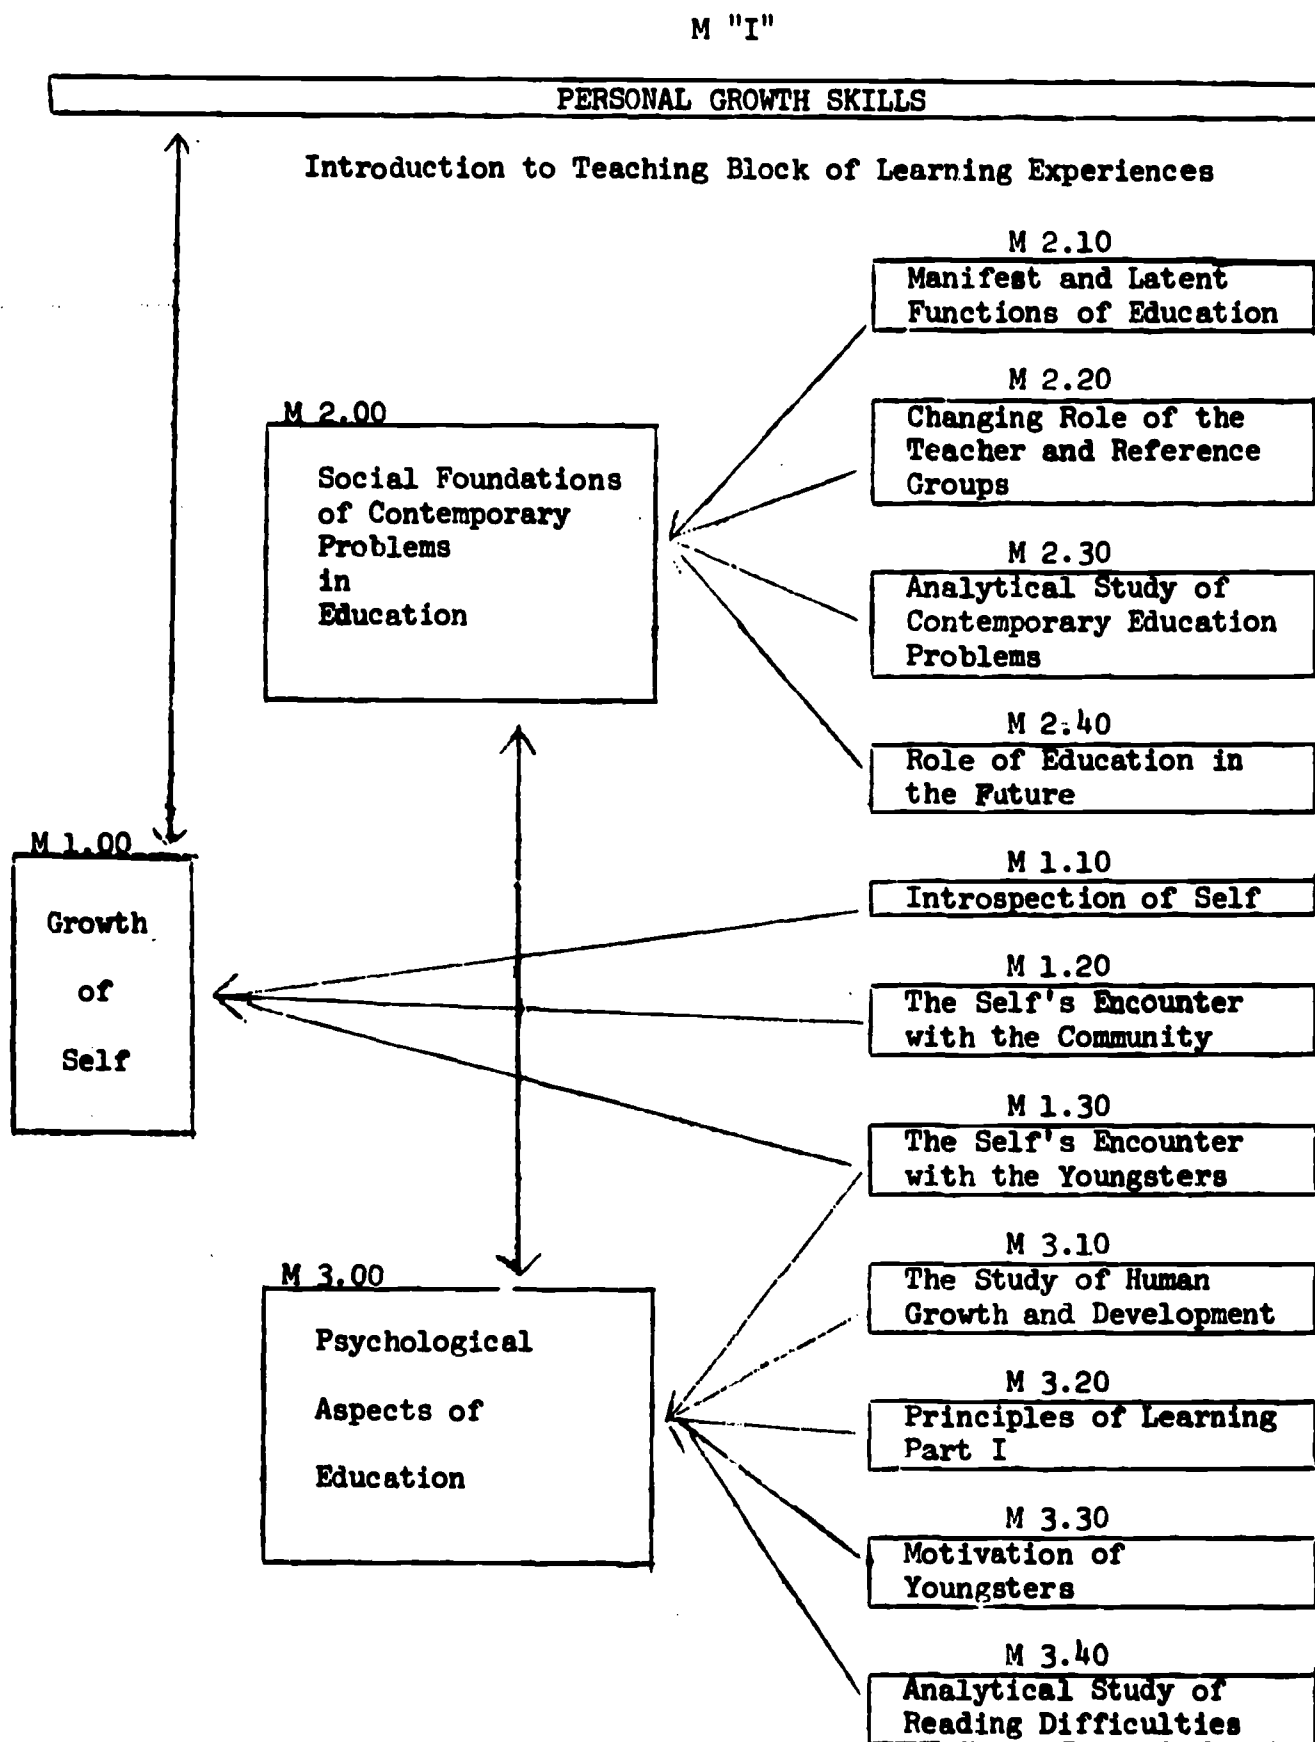 M "I"
PERSONAL GROWTH SKILLS
Introduction to Teaching Block of Learning Experiences
M 2.10
Manifest and Latent
Functions of Education
M 2.20
Changing Role of the
Teacher and Reference
Groups
M 2.00
Social Foundations
of Contemporary
Problems
in
Education
M 2.30
Analytical Study of
Contemporary Education
Problems
M 2.40
Role of Education in
the Future
M 1.00
Growth
of
Self
M 1.10
Introspection of Self
M 1.20
The Self's Encounter
with the Community
M 1.30
The Self's Encounter
with the Youngsters
M 3.00
Psychological
Aspects of
Education
M 3.10
The Study of Human
Growth and Development
M 3.20
Principles of Learning
Part I
M 3.30
Motivation of
Youngsters
M 3.40
Analytical Study of
Reading Difficulties